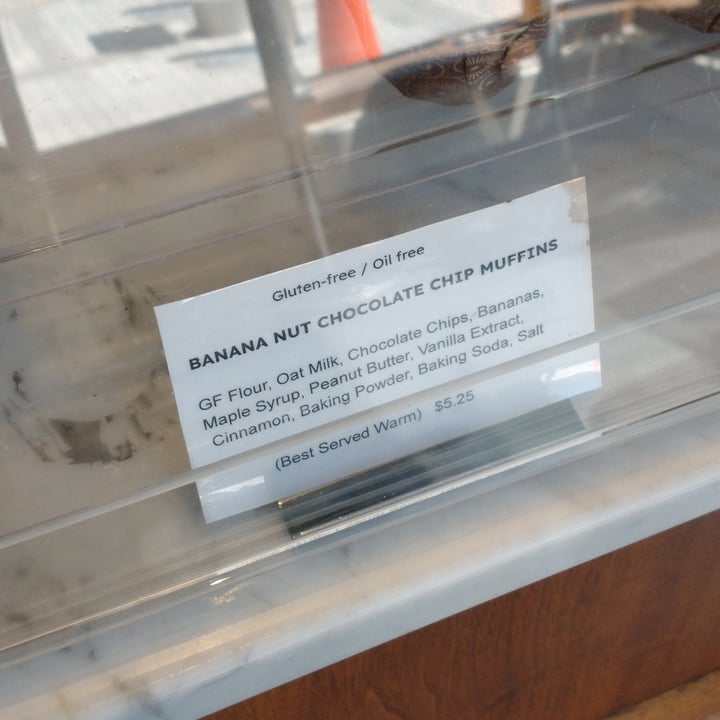 Gluten-free / Oil free
BANANA NUT CHOCOLATE CHIP MUFFINS
GF Flour, Oat Milk, Chocolate Chips, Bananas,
Maple Syrup, Peanut Butter, Vanilla Extract,
Cinnamon, Baking Powder, Baking Soda, Salt
(Best Served Warm) $5.25